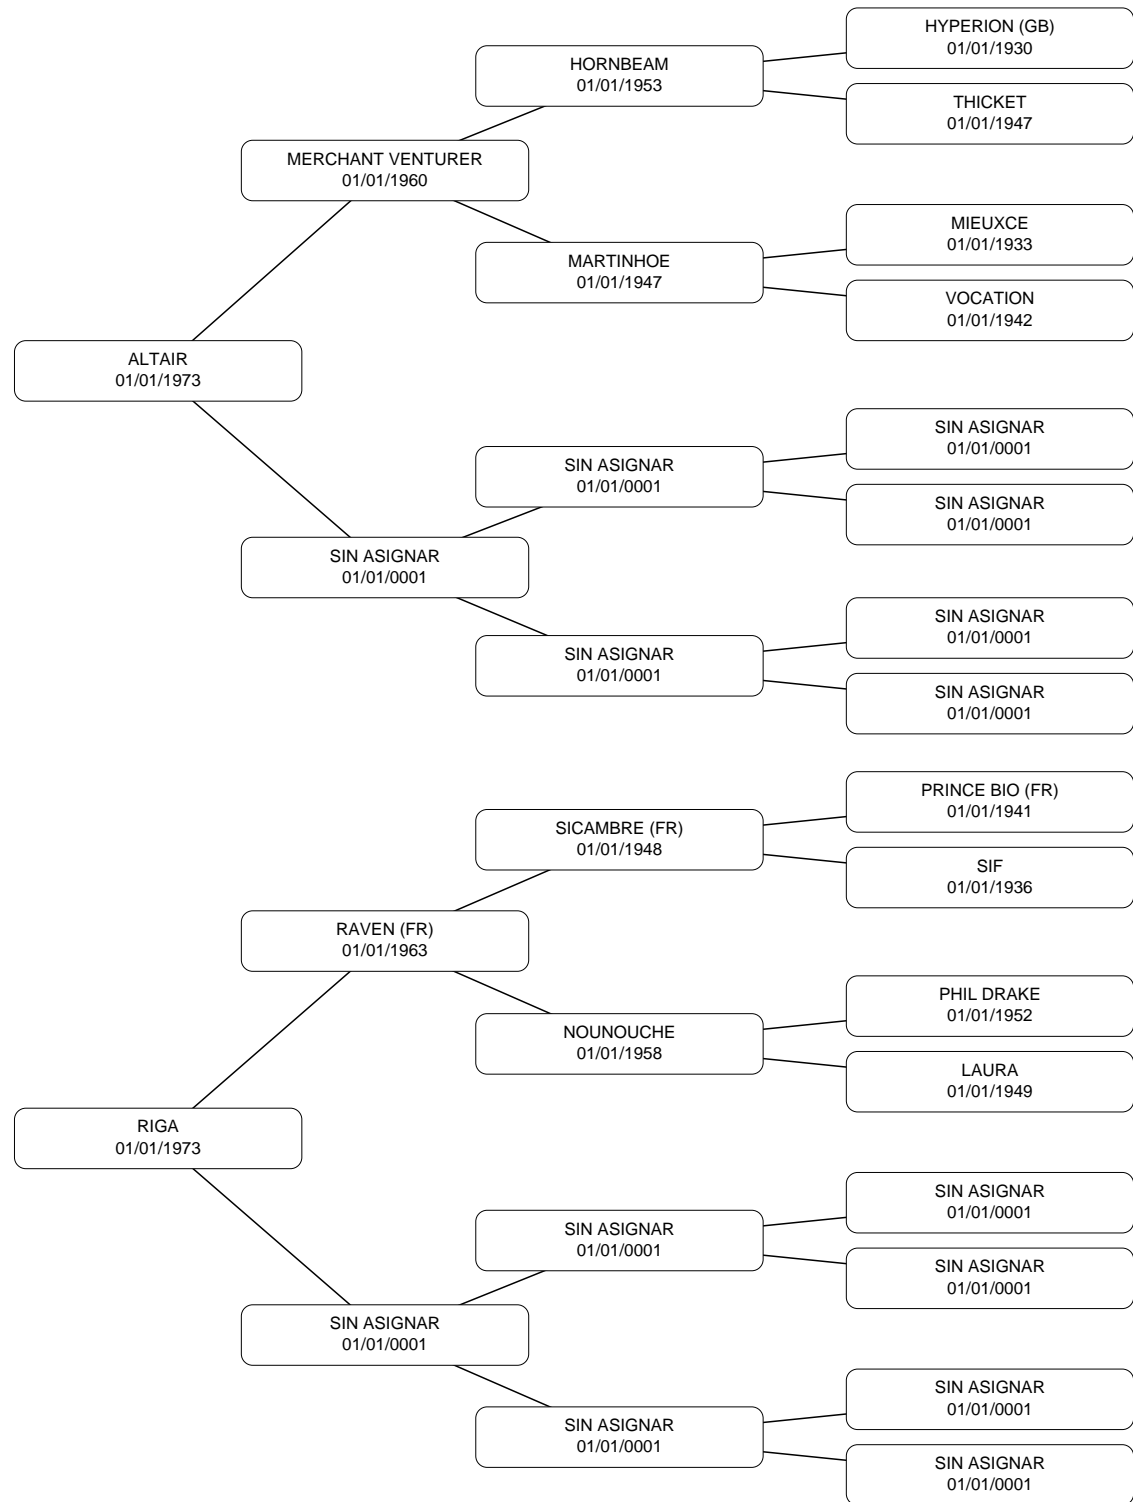 HYPERION (GB)
01/01/1930
HORNBEAM
01/01/1953
THICKET
01/01/1947
MERCHANT VENTURER
01/01/1960
MIEUXCE
01/01/1933
MARTINHOE
01/01/1947
VOCATION
01/01/1942
ALTAIR
01/01/1973
SIN ASIGNAR
01/01/0001
SIN ASIGNAR
01/01/0001
SIN ASIGNAR
01/01/0001
SIN ASIGNAR
01/01/0001
SIN ASIGNAR
01/01/0001
SIN ASIGNAR
01/01/0001
SIN ASIGNAR
01/01/0001
PRINCE BIO (FR)
01/01/1941
SICAMBRE (FR)
01/01/1948
SIF
01/01/1936
RAVEN (FR)
01/01/1963
PHIL DRAKE
01/01/1952
NOUNOUCHE
01/01/1958
LAURA
01/01/1949
RIGA
01/01/1973
SIN ASIGNAR
01/01/0001
SIN ASIGNAR
01/01/0001
SIN ASIGNAR
01/01/0001
SIN ASIGNAR
01/01/0001
SIN ASIGNAR
01/01/0001
SIN ASIGNAR
01/01/0001
SIN ASIGNAR
01/01/0001